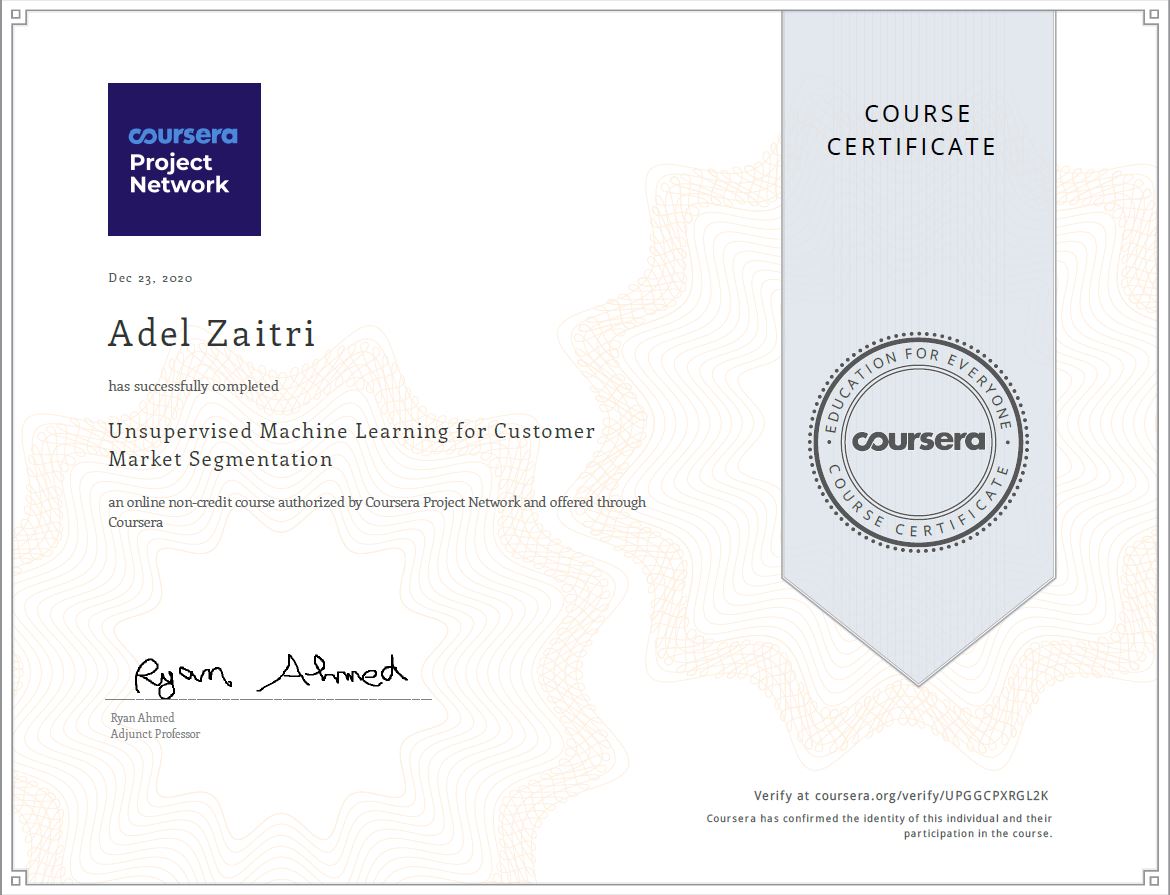 coursera
Project
Network
Dec 23, 2020
Adel Zaitri
has successfully completed
Unsupervised Machine Learning for Customer
Market Segmentation
an online non-credit course authorized by Coursera Project Network and offered through
Coursera
Ryan Ahmed
Ryan Ahmed
Adjunct Professor
COURSE
CERTIFICATE
• EDUCATION FOR EVERYONE •
coursera
COURSE CERTIFICATE
Verify at coursera.org/verify/UPGGCPXRGL2K
Coursera has confirmed the identity of this individual and their
participation in the course.